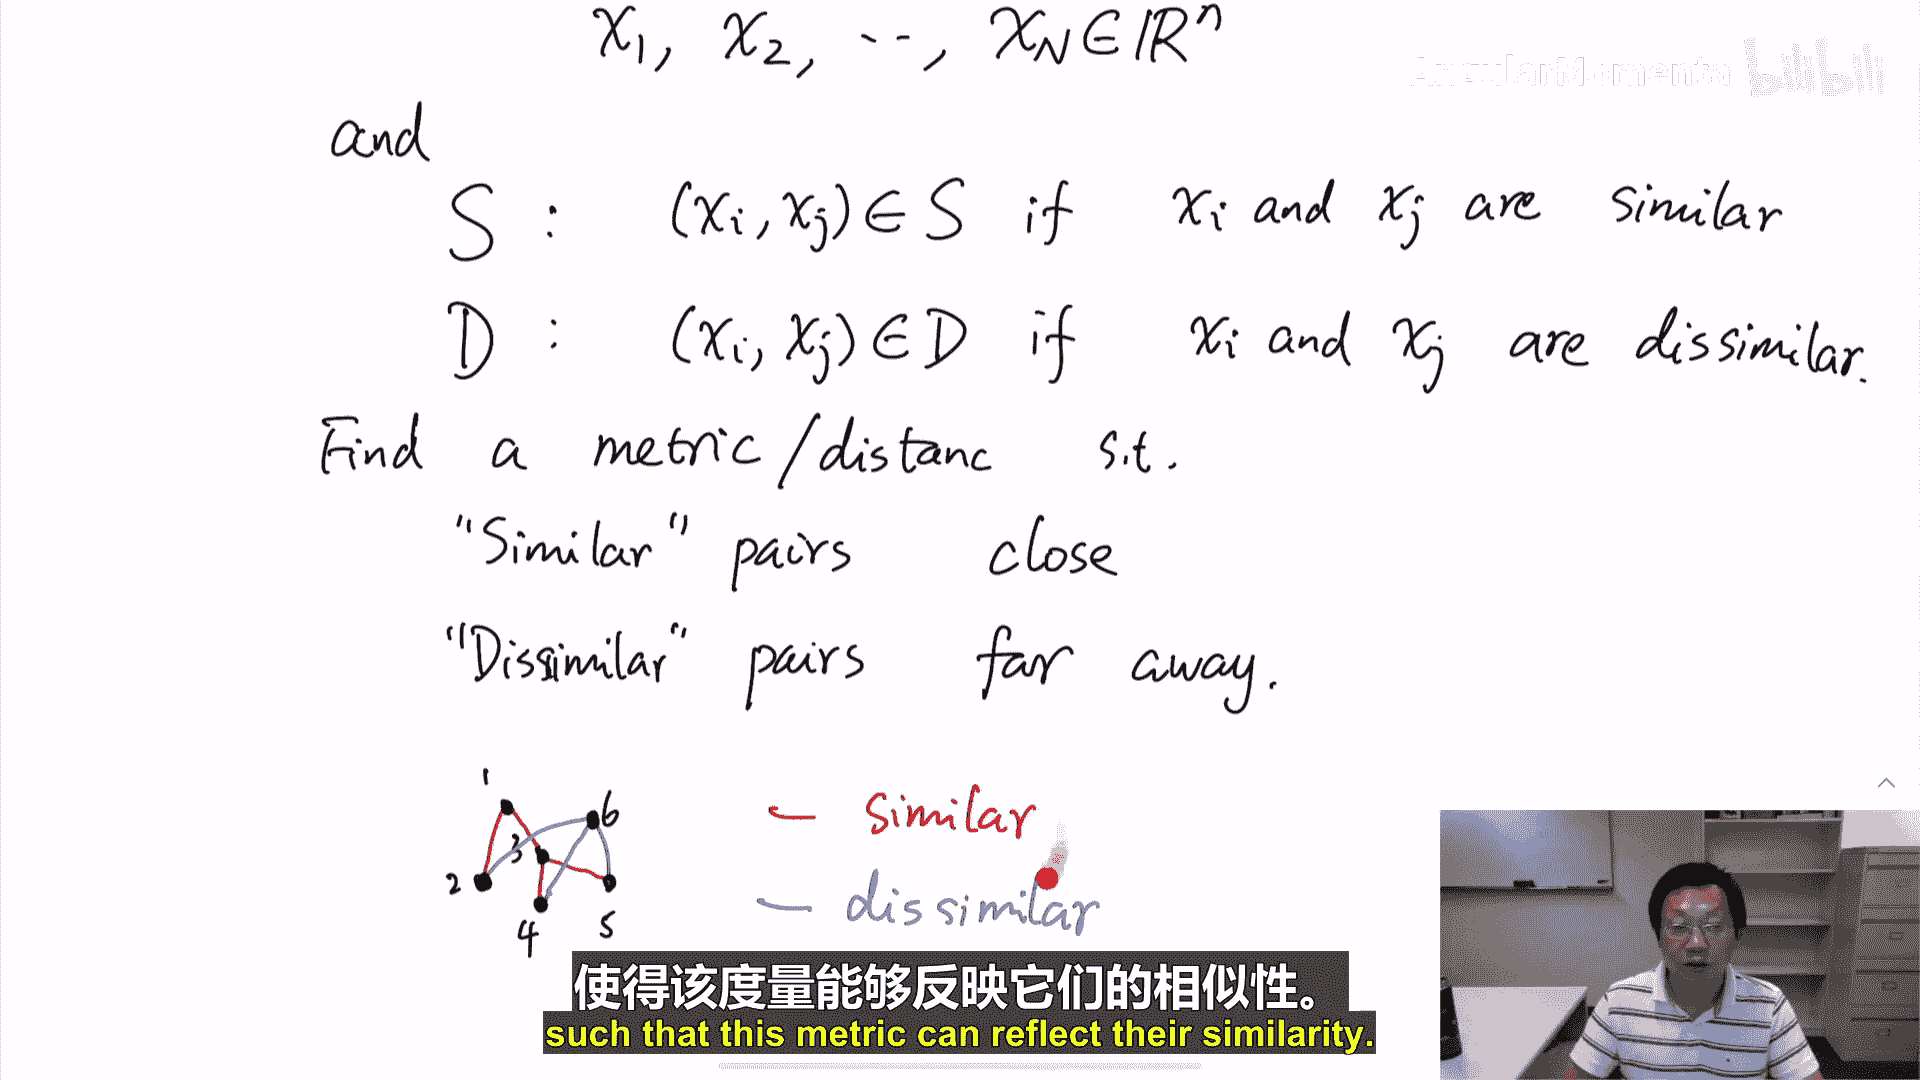 x₁, x₂, ..., x_N ∈ ℝⁿ
bilibili
and
S : (xᵢ, xⱼ) ∈ S if xᵢ and xⱼ are similar
D : (xᵢ, xⱼ) ∈ D if xᵢ and xⱼ are dissimilar.
Find a metric/distanc s.t.
"Similar" pairs close
"Dissimilar" pairs far away.
1
6
3
2
4
5
similar
dissimilar
使得该度量能够反映它们的相似性。
such that this metric can reflect their similarity.